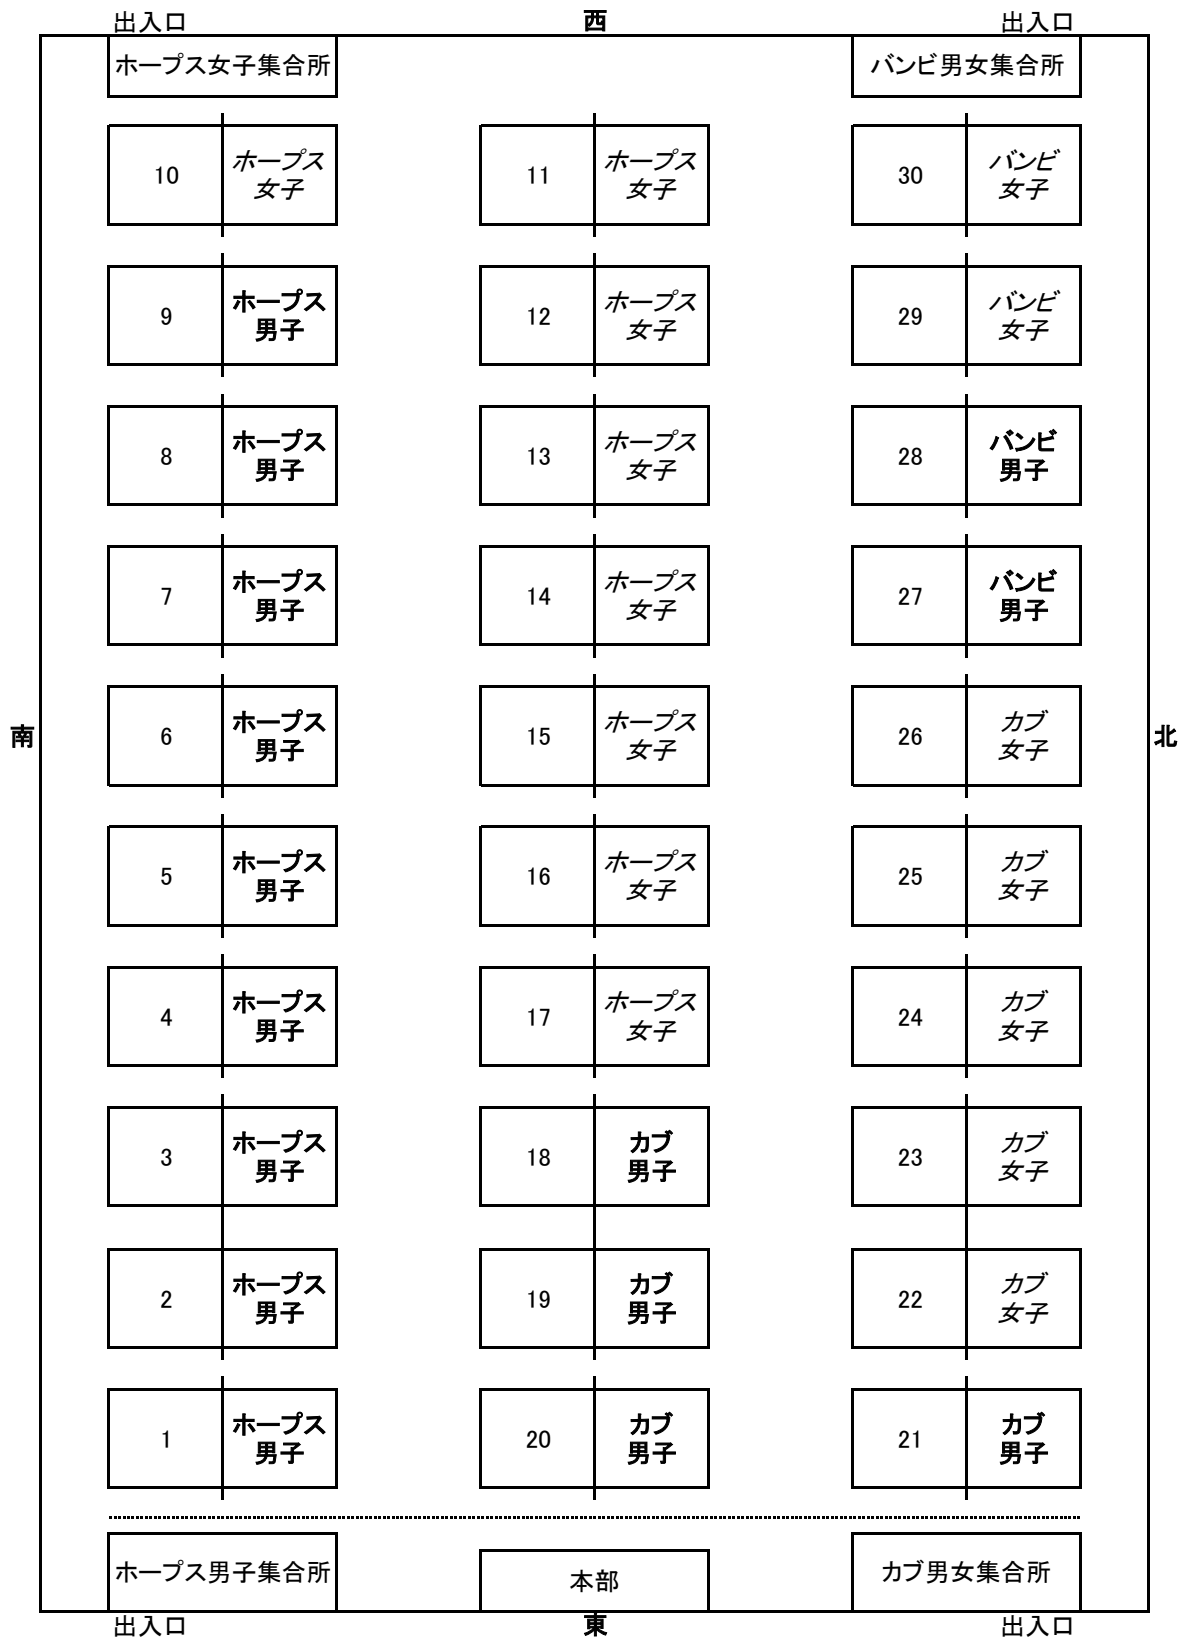 出入口 西 出入口
ホープス女子集合所 バンビ男女集合所
10 ホープス 11 ホープス 30 バンビ
女子 女子 女子
9 ホープス 12 ホープス 29 バンビ
男子 女子 女子
8 ホープス 13 ホープス 28 バンビ
男子 女子 男子
7 ホープス 14 ホープス 27 バンビ
男子 女子 男子
南 6 ホープス 15 ホープス 26 カブ 北
男子 女子 女子
5 ホープス 16 ホープス 25 カブ
男子 女子 女子
4 ホープス 17 ホープス 24 カブ
男子 女子 女子
3 ホープス 18 カブ 23 カブ
男子 男子 女子
2 ホープス 19 カブ 22 カブ
男子 男子 女子
1 ホープス 20 カブ 21 カブ
男子 男子 男子
ホープス男子集合所 本部 カブ男女集合所
出入口 東 出入口